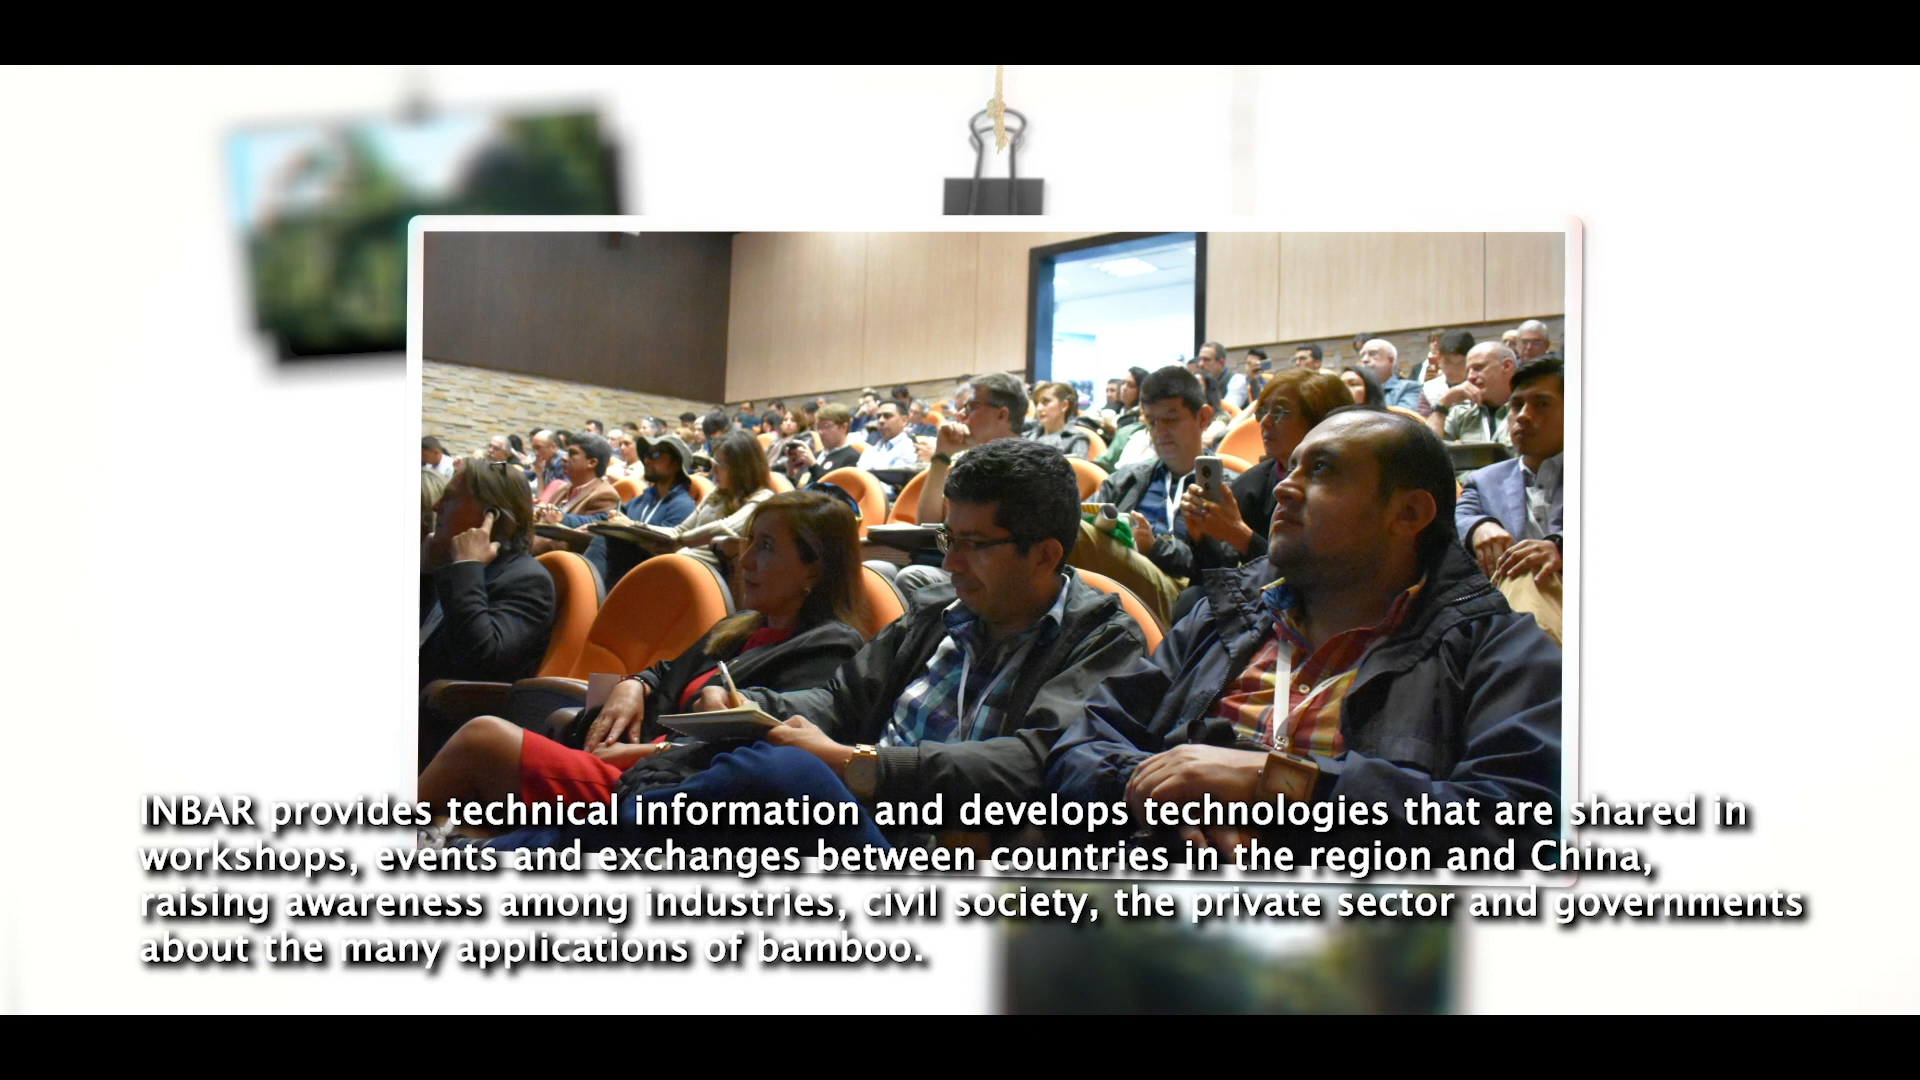 INBAR provides technical information and develops technologies that are shared in
workshops, events and exchanges between countries in the region and China,
raising awareness among industries, civil society, the private sector and governments
about the many applications of bamboo.